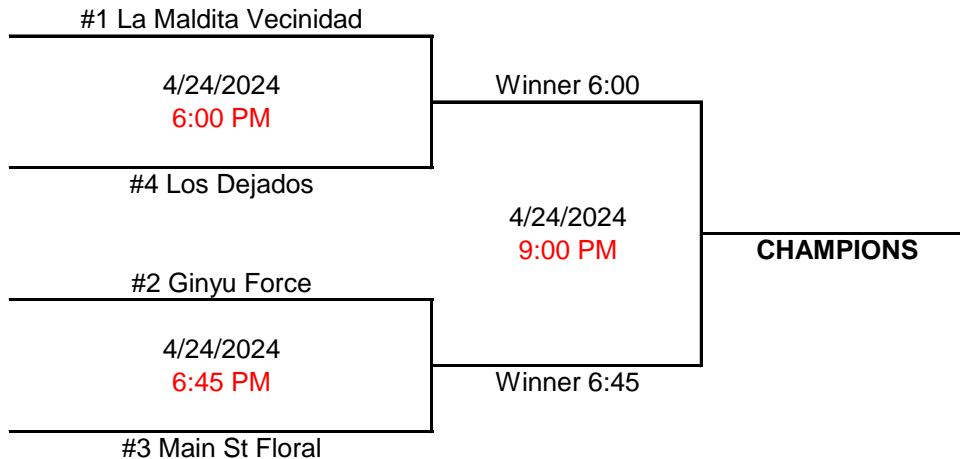 #1 La Maldita Vecinidad
4/24/2024
6:00 PM
Winner 6:00
#4 Los Dejados
4/24/2024
9:00 PM
CHAMPIONS
#2 Ginyu Force
4/24/2024
6:45 PM
Winner 6:45
#3 Main St Floral